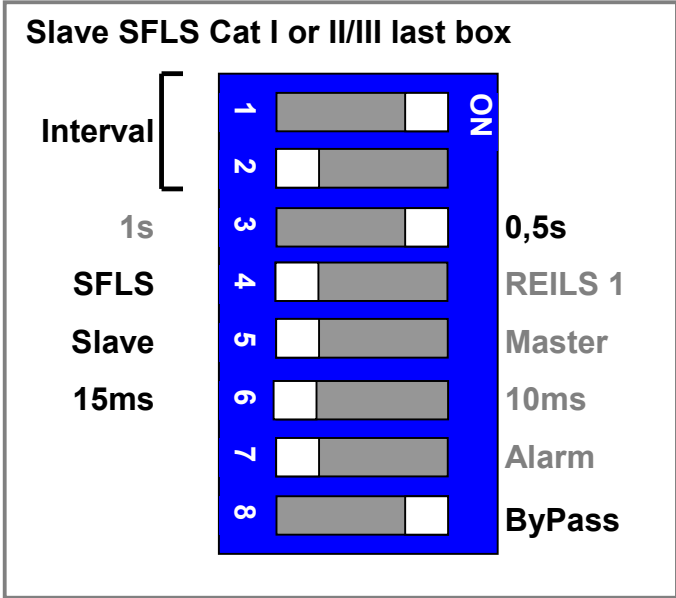 Slave SFLS Cat I or II/III last box
1 ON
Interval
2
1s 3 0,5s
SFLS 4 REILS 1
Slave 5 Master
15ms 6 10ms
7 Alarm
8 ByPass